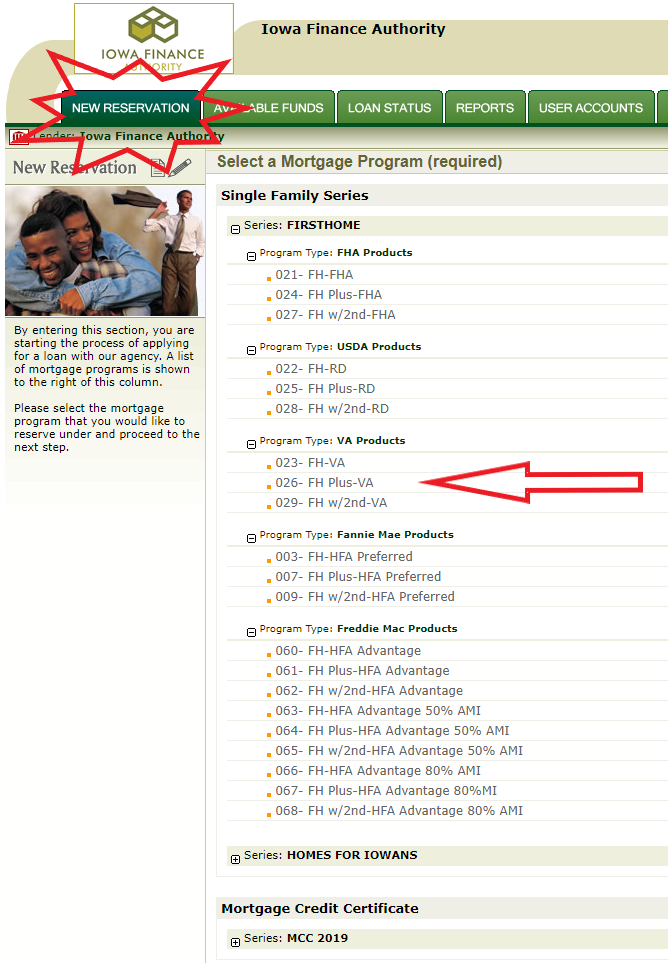 Iowa Finance Authority
IOWA FINANCE
AUTHORITY
NEW RESERVATION
AVAILABLE FUNDS
LOAN STATUS
REPORTS
USER ACCOUNTS
Lender: Iowa Finance Authority
New Reservation
By entering this section, you are
starting the process of applying
for a loan with our agency. A list
of mortgage programs is shown
to the right of this column.
Please select the mortgage
program that you would like to
reserve under and proceed to the
next step.
Select a Mortgage Program (required)
Single Family Series
Series: FIRSTHOME
Program Type: FHA Products
021- FH-FHA
024- FH Plus-FHA
027- FH w/2nd-FHA
Program Type: USDA Products
022- FH-RD
025- FH Plus-RD
028- FH w/2nd-RD
Program Type: VA Products
023- FH-VA
026- FH Plus-VA
029- FH w/2nd-VA
Program Type: Fannie Mae Products
003- FH-HFA Preferred
007- FH Plus-HFA Preferred
009- FH w/2nd-HFA Preferred
Program Type: Freddie Mac Products
060- FH-HFA Advantage
061- FH Plus-HFA Advantage
062- FH w/2nd-HFA Advantage
063- FH-HFA Advantage 50% AMI
064- FH Plus-HFA Advantage 50% AMI
065- FH w/2nd-HFA Advantage 50% AMI
066- FH-HFA Advantage 80% AMI
067- FH Plus-HFA Advantage 80%MI
068- FH w/2nd-HFA Advantage 80% AMI
Series: HOMES FOR IOWANS
Mortgage Credit Certificate
Series: MCC 2019